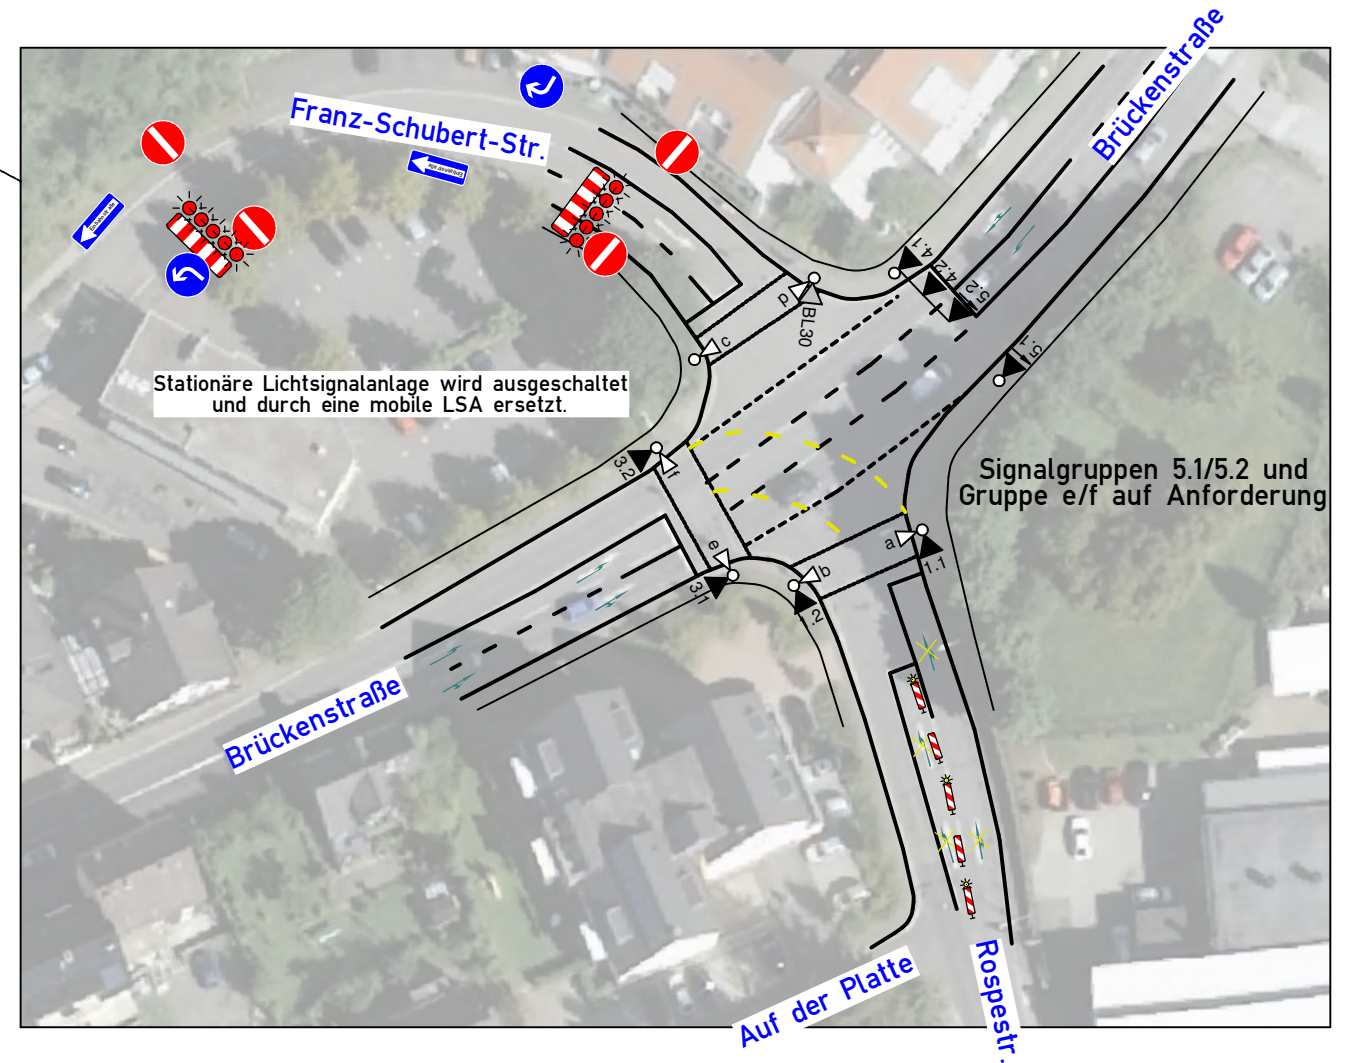 Brückenstraße
Franz-Schubert-Str.
Einbahnstraße
Einbahnstraße
4.1
4.2
5.2
d
BL30
c
5.1
Stationäre Lichtsignalanlage wird ausgeschaltet
und durch eine mobile LSA ersetzt.
3.2
f
Signalgruppen 5.1/5.2 und
Gruppe e/f auf Anforderung
e
a
b
1.1
3.1
.2
Brückenstraße
Auf der Platte
Rospestr.